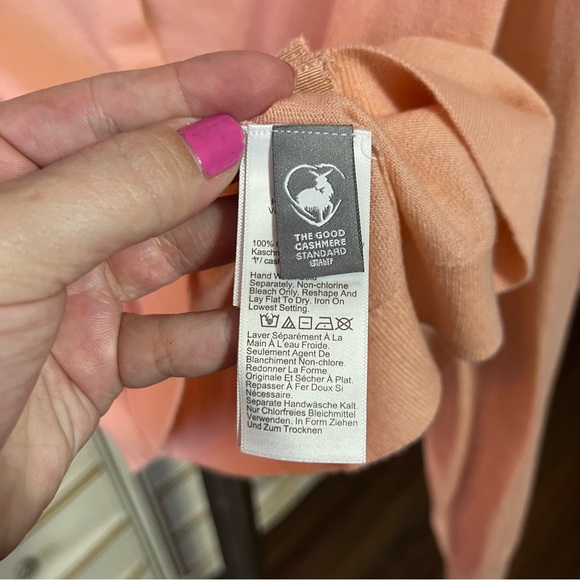 THE GOOD
CASHMERE
STANDARD
100%
Kaschm
/ cash
Hand W
Separately. Non-chlorine
Bleach Only. Reshape And
Lay Flat To Dry. Iron On
Lowest Setting.
Laver Séparément À La
Main À L'eau Froide.
Seulement Agent De
Blanchiment Non-chlore.
Redonner La Forme
Originale Et Sécher À Plat.
Repasser À Fer Doux Si
Nécessaire.
Separate Handwäsche Kalt.
Nur Chlorfreies Bleichmittel
Verwenden. In Form Ziehen
Und Zum Trocknen